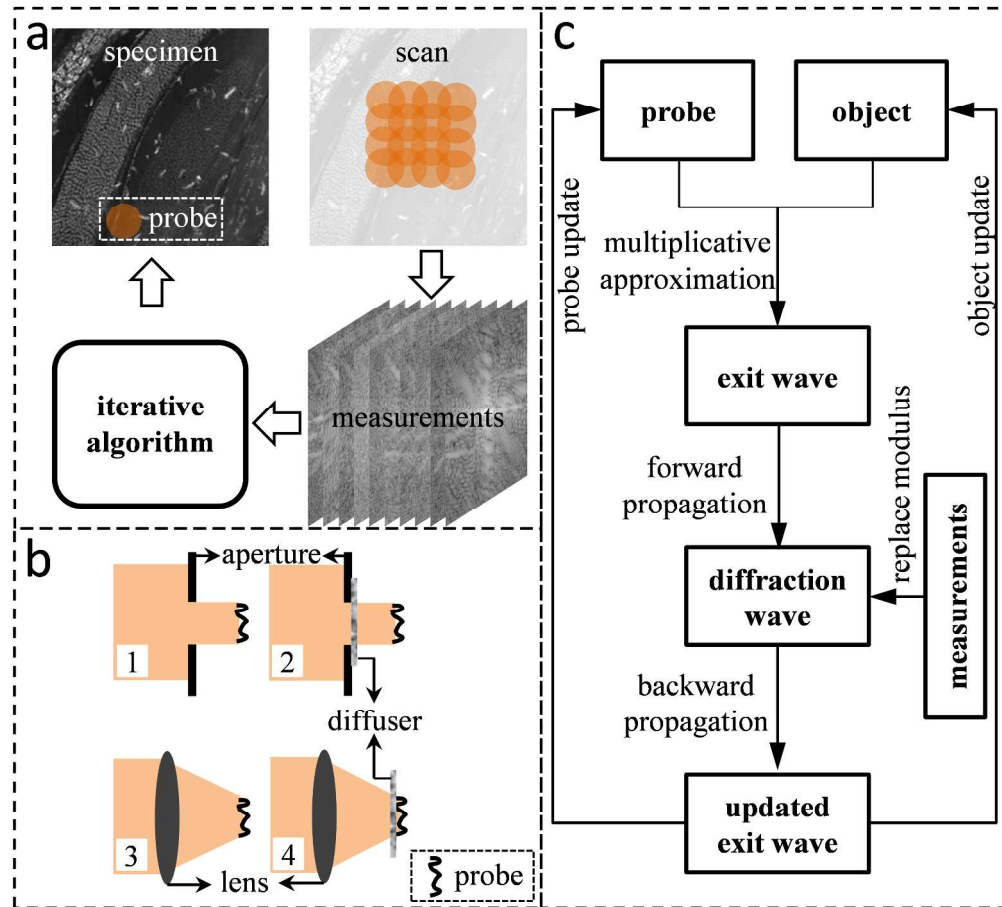 a
specimen
scan
probe
iterative
algorithm
measurements
b
aperture
1
2
diffuser
3
4
lens
probe
c
probe
object
probe update
multiplicative
approximation
object update
exit wave
forward
propagation
replace modulus
diffraction
wave
measurements
backward
propagation
updated
exit wave